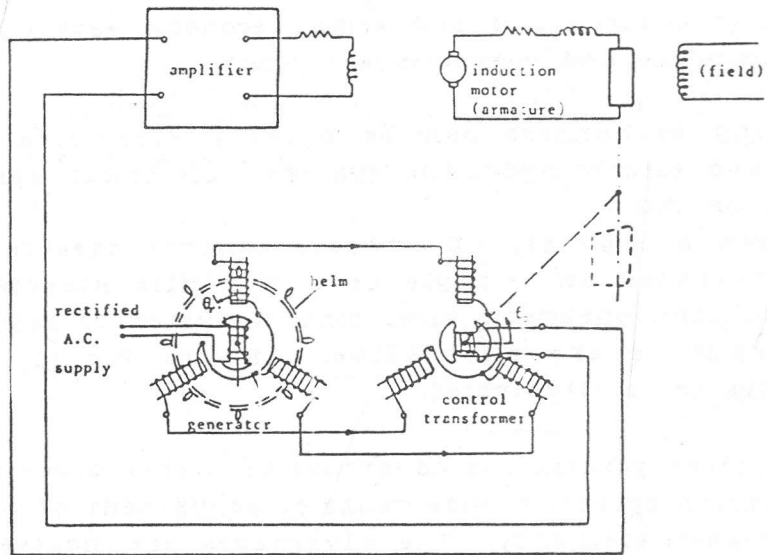 amplifier
induction
motor
(armature)
(field)
helm
rectified
A.C.
supply
generator
control
transformer